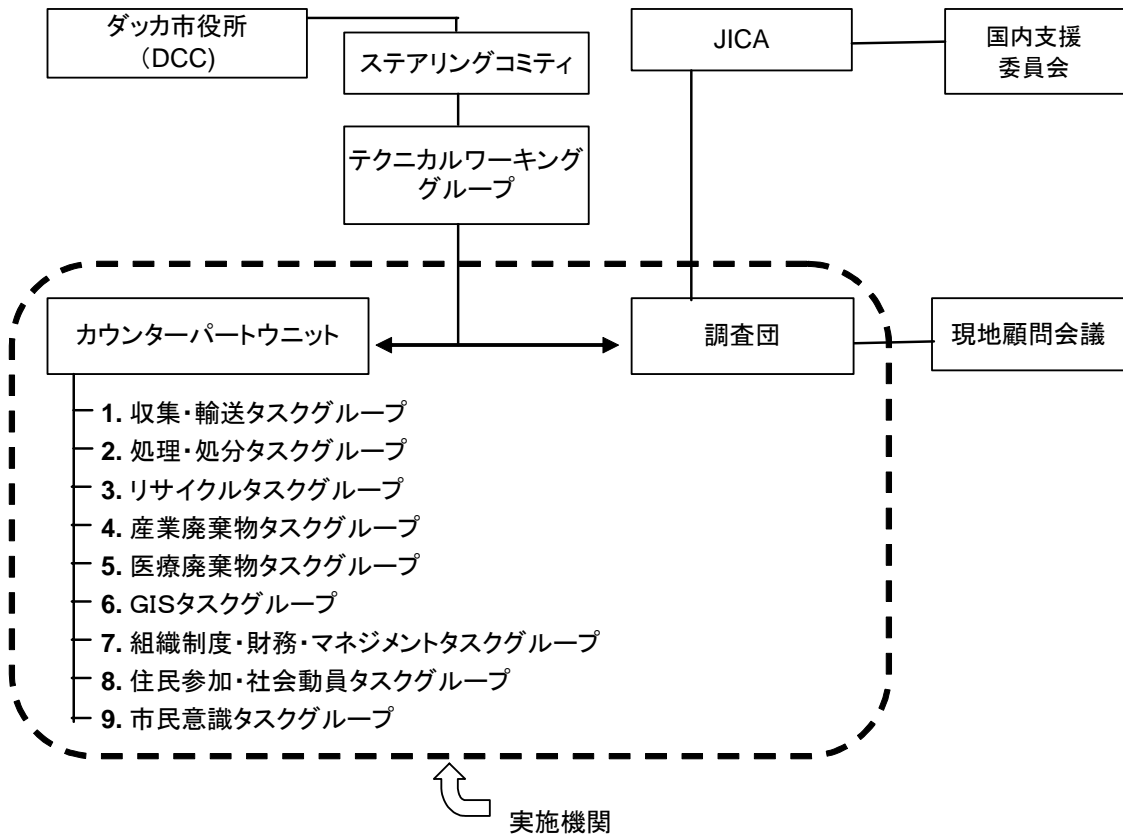 ダッカ市役所
(DCC)
ステアリングコミティ
JICA
国内支援
委員会
テクニカルワーキング
グループ
カウンターパートウニット
調査団
現地顧問会議
1. 収集・輸送タスクグループ
2. 処理・処分タスクグループ
3. リサイクルタスクグループ
4. 産業廃棄物タスクグループ
5. 医療廃棄物タスクグループ
6. GISタスクグループ
7. 組織制度・財務・マネジメントタスクグループ
8. 住民参加・社会動員タスクグループ
9. 市民意識タスクグループ
実施機関